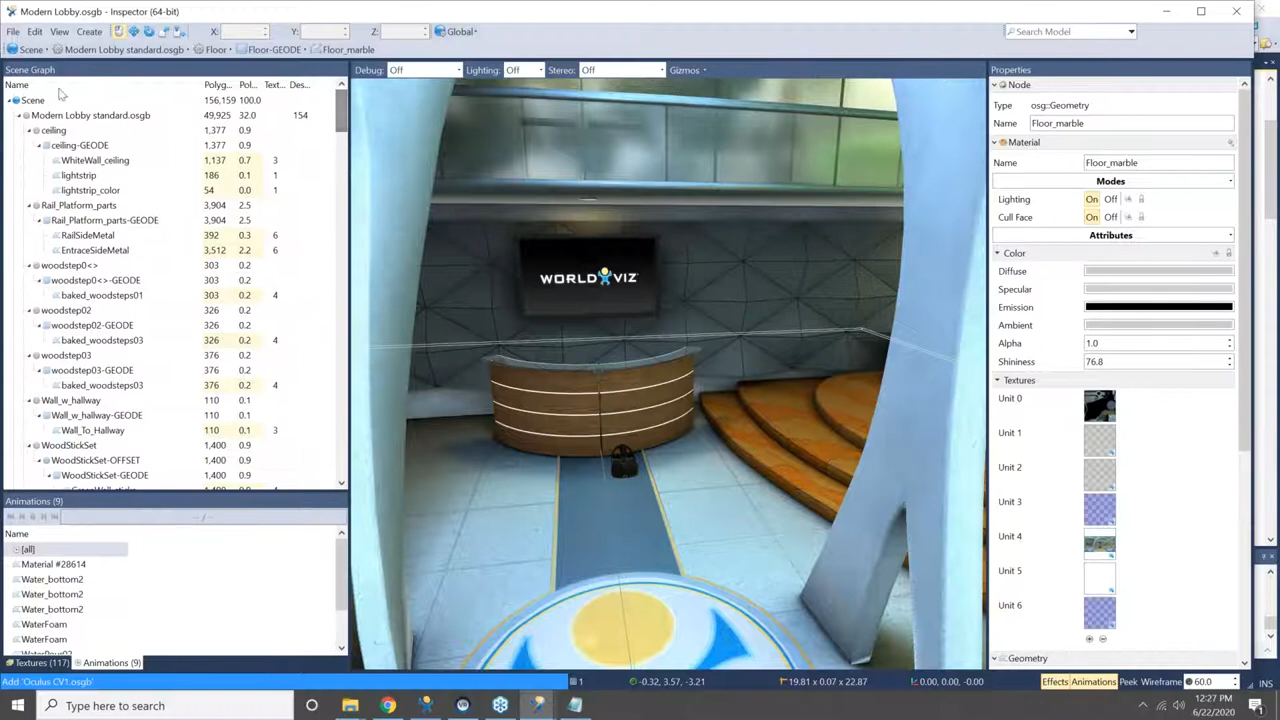 Modern Lobby.osgb - Inspector (64-bit)
File Edit View Create X: Y: Z: Global
Search Model
Scene Modern Lobby standard.osgb Floor Floor-GEODE Floor_marble
Scene Graph
Name Polyg... Pol... Text... Des...
Scene 156,159 100.0
Modern Lobby standard.osgb 49,925 32.0 154
ceiling 1,377 0.9
ceiling-GEODE 1,377 0.9
WhiteWall_ceiling 1,137 0.7 3
lightstrip 186 0.1 1
lightstrip_color 54 0.0 1
Rail_Platform_parts 3,904 2.5
Rail_Platform_parts-GEODE 3,904 2.5
RailSideMetal 392 0.3 6
EntraceSideMetal 3,512 2.2 6
woodstep0<> 303 0.2
woodstep0<>-GEODE 303 0.2
baked_woodsteps01 303 0.2 4
woodstep02 326 0.2
woodstep02-GEODE 326 0.2
baked_woodsteps03 326 0.2 4
woodstep03 376 0.2
woodstep03-GEODE 376 0.2
baked_woodsteps03 376 0.2 4
Wall_w_hallway 110 0.1
Wall_w_hallway-GEODE 110 0.1
Wall_To_Hallway 110 0.1 3
WoodStickSet 1,400 0.9
WoodStickSet-OFFSET 1,400 0.9
WoodStickSet-GEODE 1,400 0.9
Animations (9)
-- / --
Name
[all]
Material #28614
Water_bottom2
Water_bottom2
Water_bottom2
WaterFoam
WaterFoam
Textures (117) Animations (9)
Debug: Off Lighting: Off Stereo: Off Gizmos
WORLD VIZ
Properties
Node
Type osg::Geometry
Name Floor_marble
Material
Name Floor_marble
Modes
Lighting On Off
Cull Face On Off
Attributes
Color
Diffuse
Specular
Emission
Ambient
Alpha 1.0
Shininess 76.8
Textures
Unit 0
Unit 1
Unit 2
Unit 3
Unit 4
Unit 5
Unit 6
Geometry
Add 'Oculus CV1.osgb' 1 -0.32, 3.57, -3.21 19.81 x 0.07 x 22.87 0.00, 0.00, -0.00 Effects Animations Peek Wireframe 60.0
INS
Type here to search
12:27 PM
6/22/2020
1